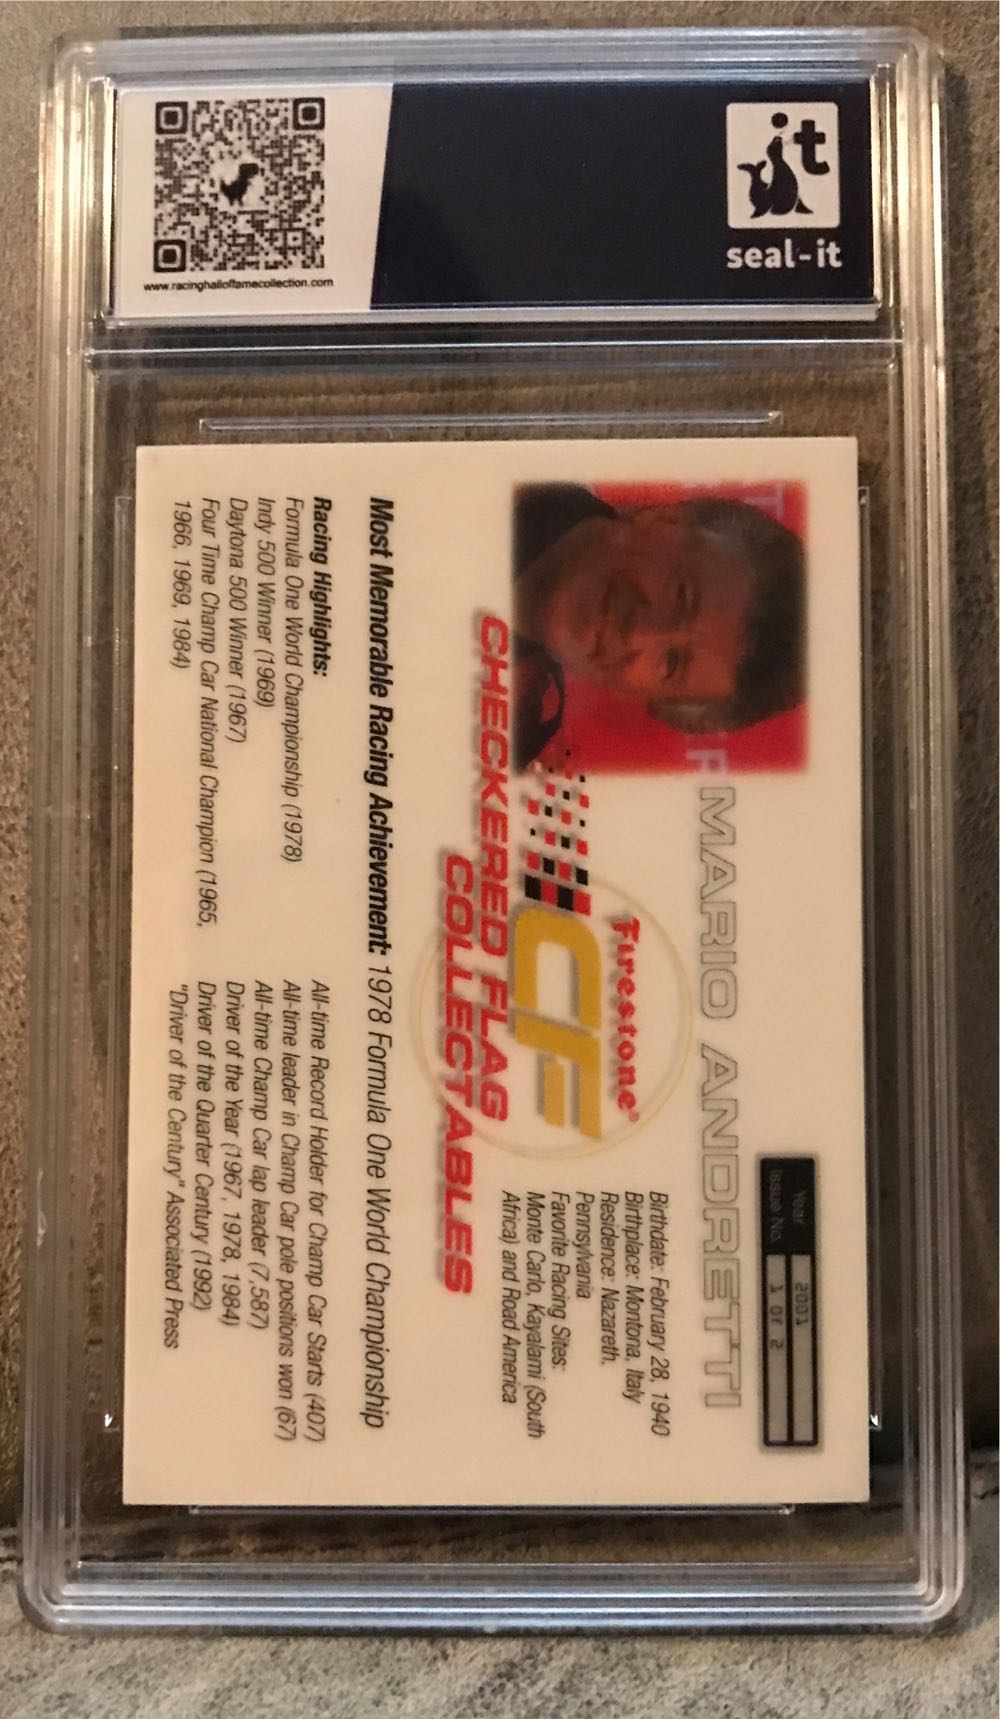 www.racinghalloffamecollection.com
it
seal-it
MARIO ANDRETTI
Year 2001
Issue No. 1 OF 2
Firestone®
CF
CHECKERED FLAG
COLLECTABLES
Birthdate: February 28, 1940
Birthplace: Montona, Italy
Residence: Nazareth,
Pennsylvania
Favorite Racing Sites:
Monte Carlo, Kayalami (South
Africa) and Road America
Most Memorable Racing Achievement: 1978 Formula One World Championship
Racing Highlights:
Formula One World Championship (1978)
Indy 500 Winner (1969)
Daytona 500 Winner (1967)
Four Time Champ Car National Champion (1965,
1966, 1969, 1984)
All-time Record Holder for Champ Car Starts (407)
All-time leader in Champ Car pole positions won (67)
All-time Champ Car lap leader (7,587)
Driver of the Year (1967, 1978, 1984)
Driver of the Quarter Century (1992)
"Driver of the Century" Associated Press